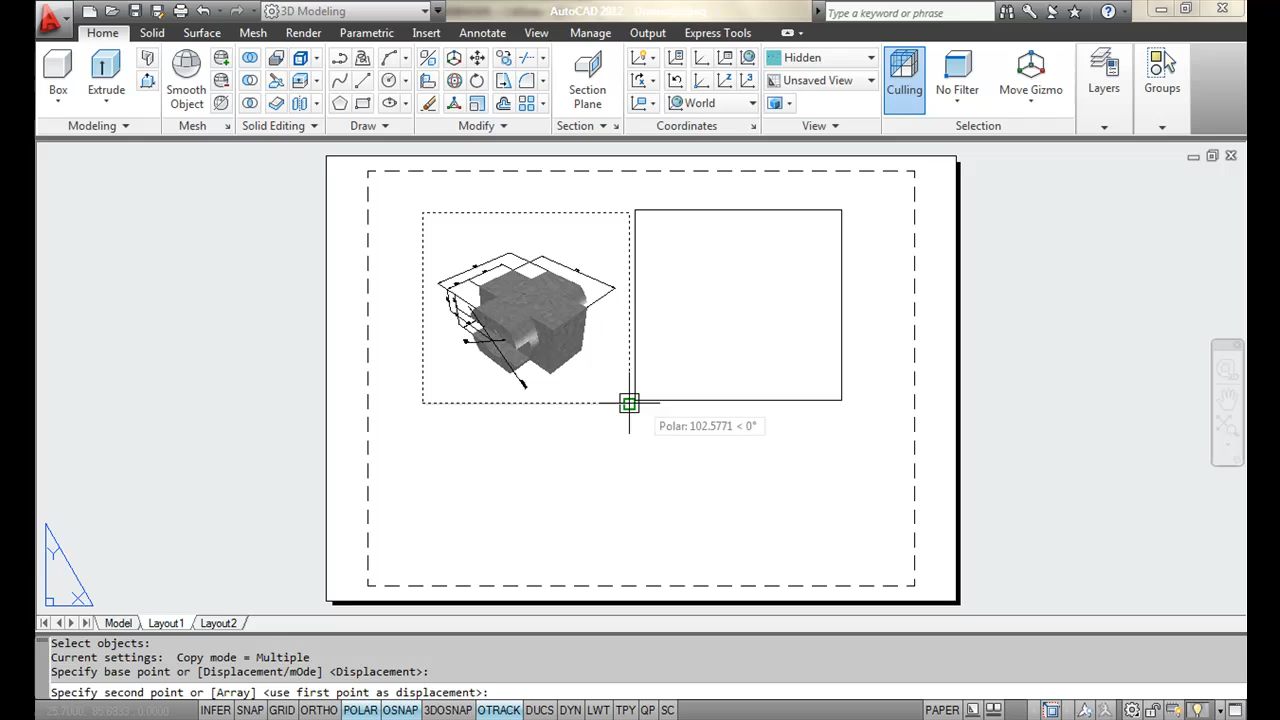 3D Modeling
AutoCAD 2012
Type a keyword or phrase
Home Solid Surface Mesh Render Parametric Insert Annotate View Manage Output Express Tools
Hidden
Unsaved View
World
Box Extrude Smooth Object Section Plane Culling No Filter Move Gizmo Layers Groups
Modeling Mesh Solid Editing Draw Modify Section Coordinates View Selection
Polar: 102.5771 < 0°
Y
X
Model Layout1 Layout2
Select objects:
Current settings:  Copy mode = Multiple
Specify base point or [Displacement/mOde] <Displacement>:
Specify second point or [Array] <use first point as displacement>:
INFER SNAP GRID ORTHO POLAR OSNAP 3DOSNAP OTRACK DUCS DYN LWT TPY QP SC PAPER